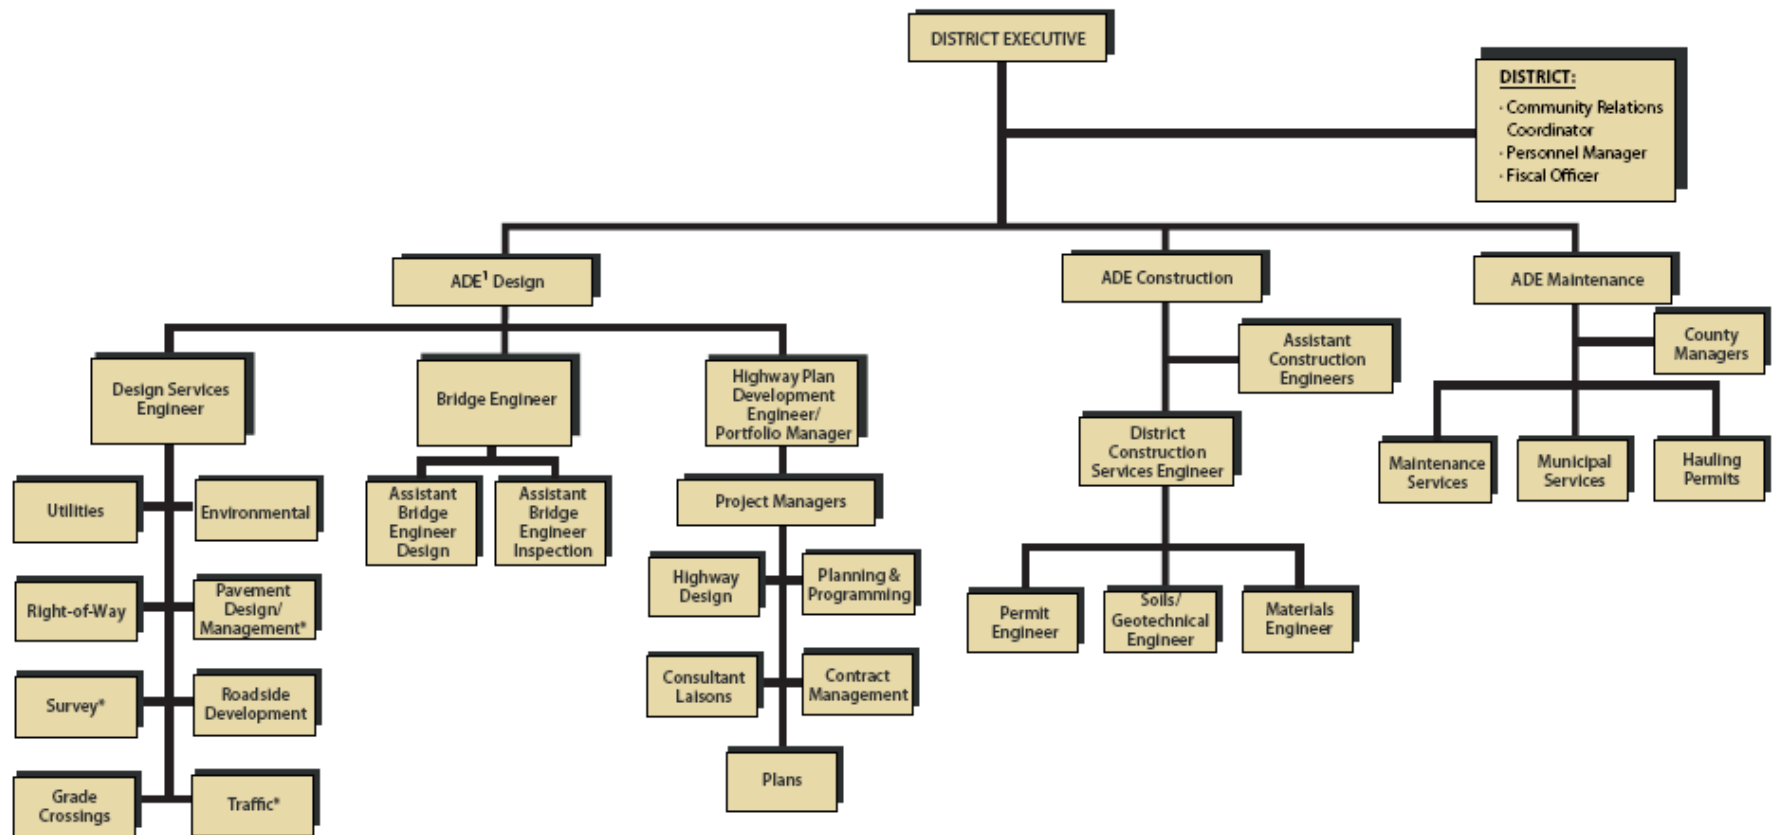 DISTRICT EXECUTIVE
DISTRICT:
· Community Relations
Coordinator
· Personnel Manager
· Fiscal Officer
ADE¹ Design
ADE Construction
ADE Maintenance
Assistant
Construction
Engineers
County
Managers
Design Services
Engineer
Bridge Engineer
Highway Plan
Development
Engineer/
Portfolio Manager
District
Construction
Services Engineer
Maintenance
Services
Municipal
Services
Hauling
Permits
Utilities
Environmental
Assistant
Bridge
Engineer
Design
Assistant
Bridge
Engineer
Inspection
Project Managers
Highway
Design
Planning &
Programming
Right-of-Way
Pavement
Design/
Management*
Permit
Engineer
Soils/
Geotechnical
Engineer
Materials
Engineer
Survey*
Roadside
Development
Consultant
Laisons
Contract
Management
Grade
Crossings
Traffic*
Plans